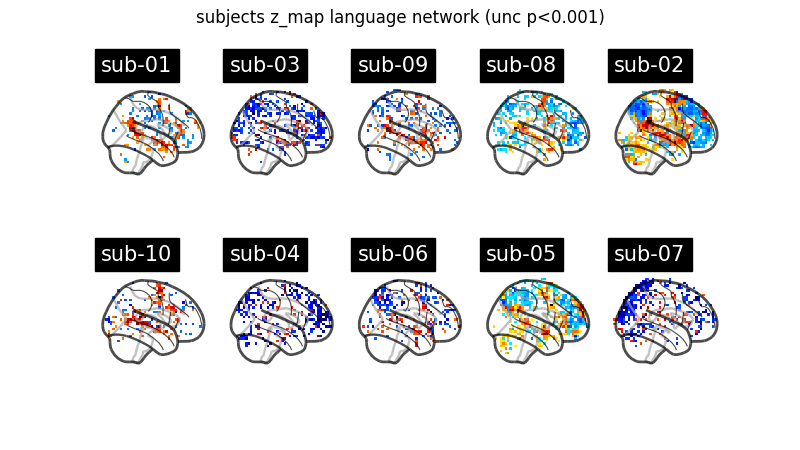 subjects z_map language network (unc p<0.001)
sub-01
sub-03
sub-09
sub-08
sub-02
sub-10
sub-04
sub-06
sub-05
sub-07